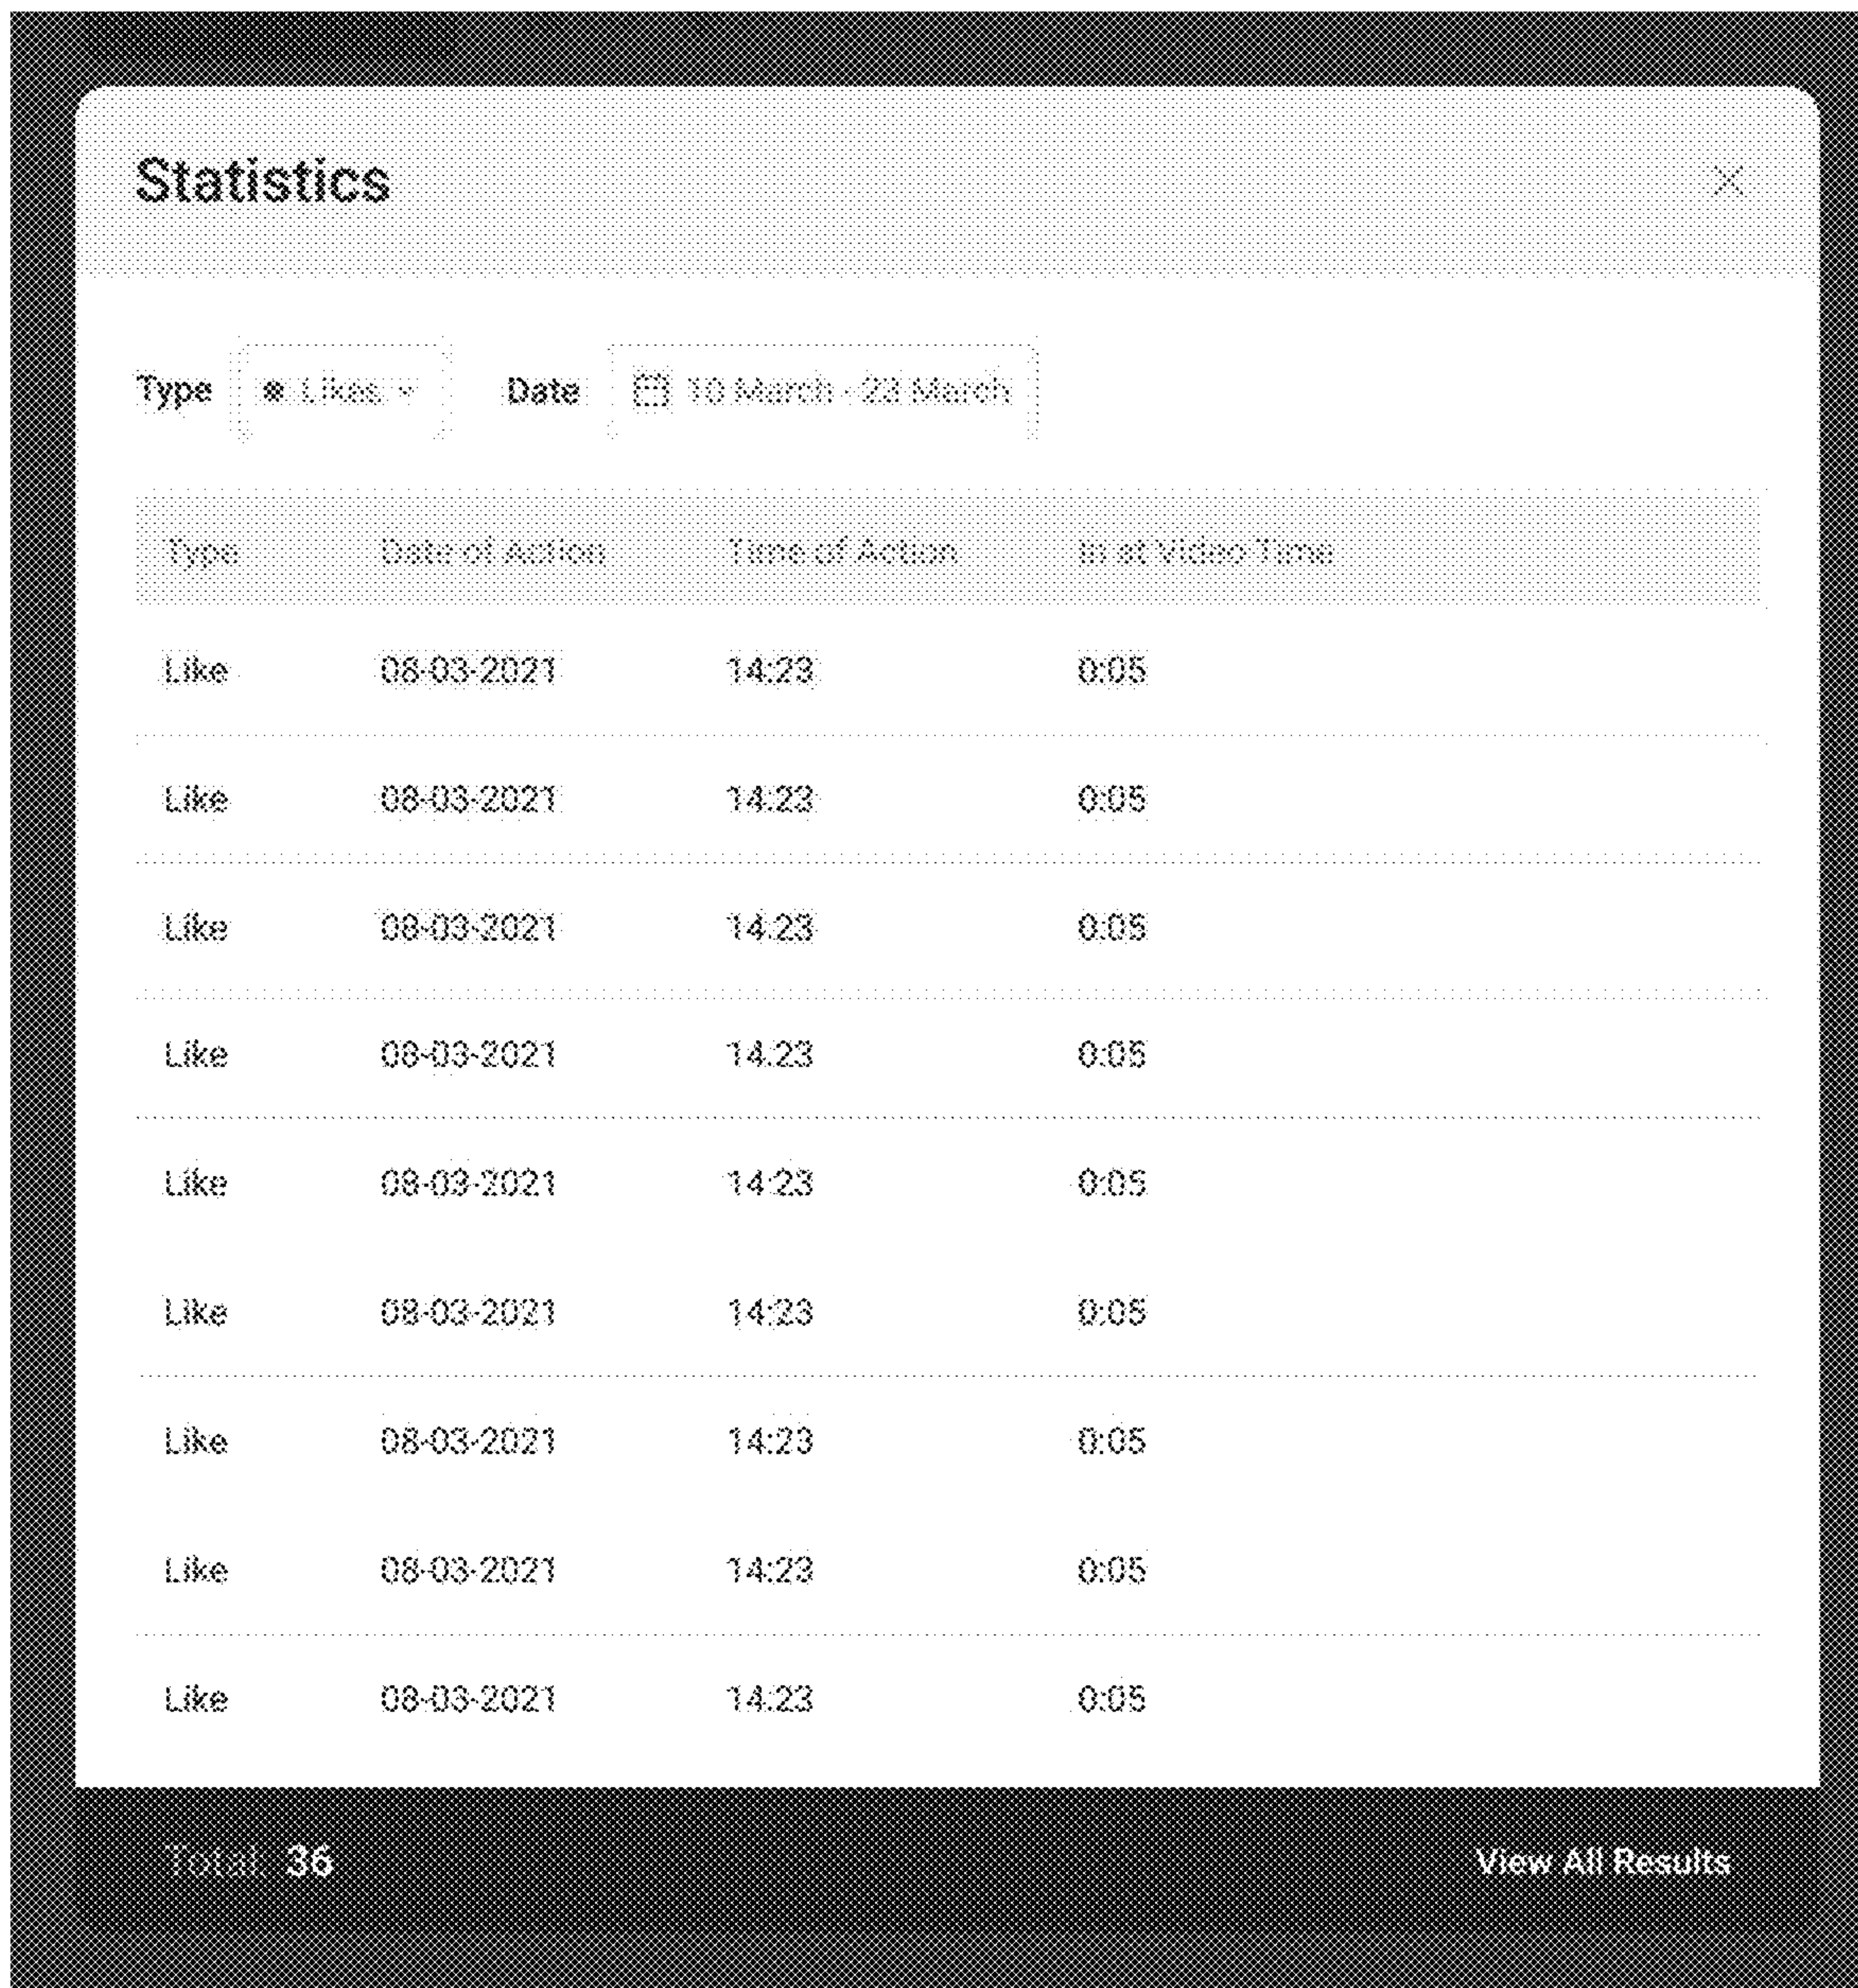 Statistics
Type Likes Date 10 March - 23 March
Type Date of Action Time of Action In at Video Time
Like 08-03-2021 14:23 0:05
Like 08-03-2021 14:23 0:05
Like 08-03-2021 14:23 0:05
Like 08-03-2021 14:23 0:05
Like 08-03-2021 14:23 0:05
Like 08-03-2021 14:23 0:05
Like 08-03-2021 14:23 0:05
Like 08-03-2021 14:23 0:05
Like 08-03-2021 14:23 0:05
Total: 36 View All Results